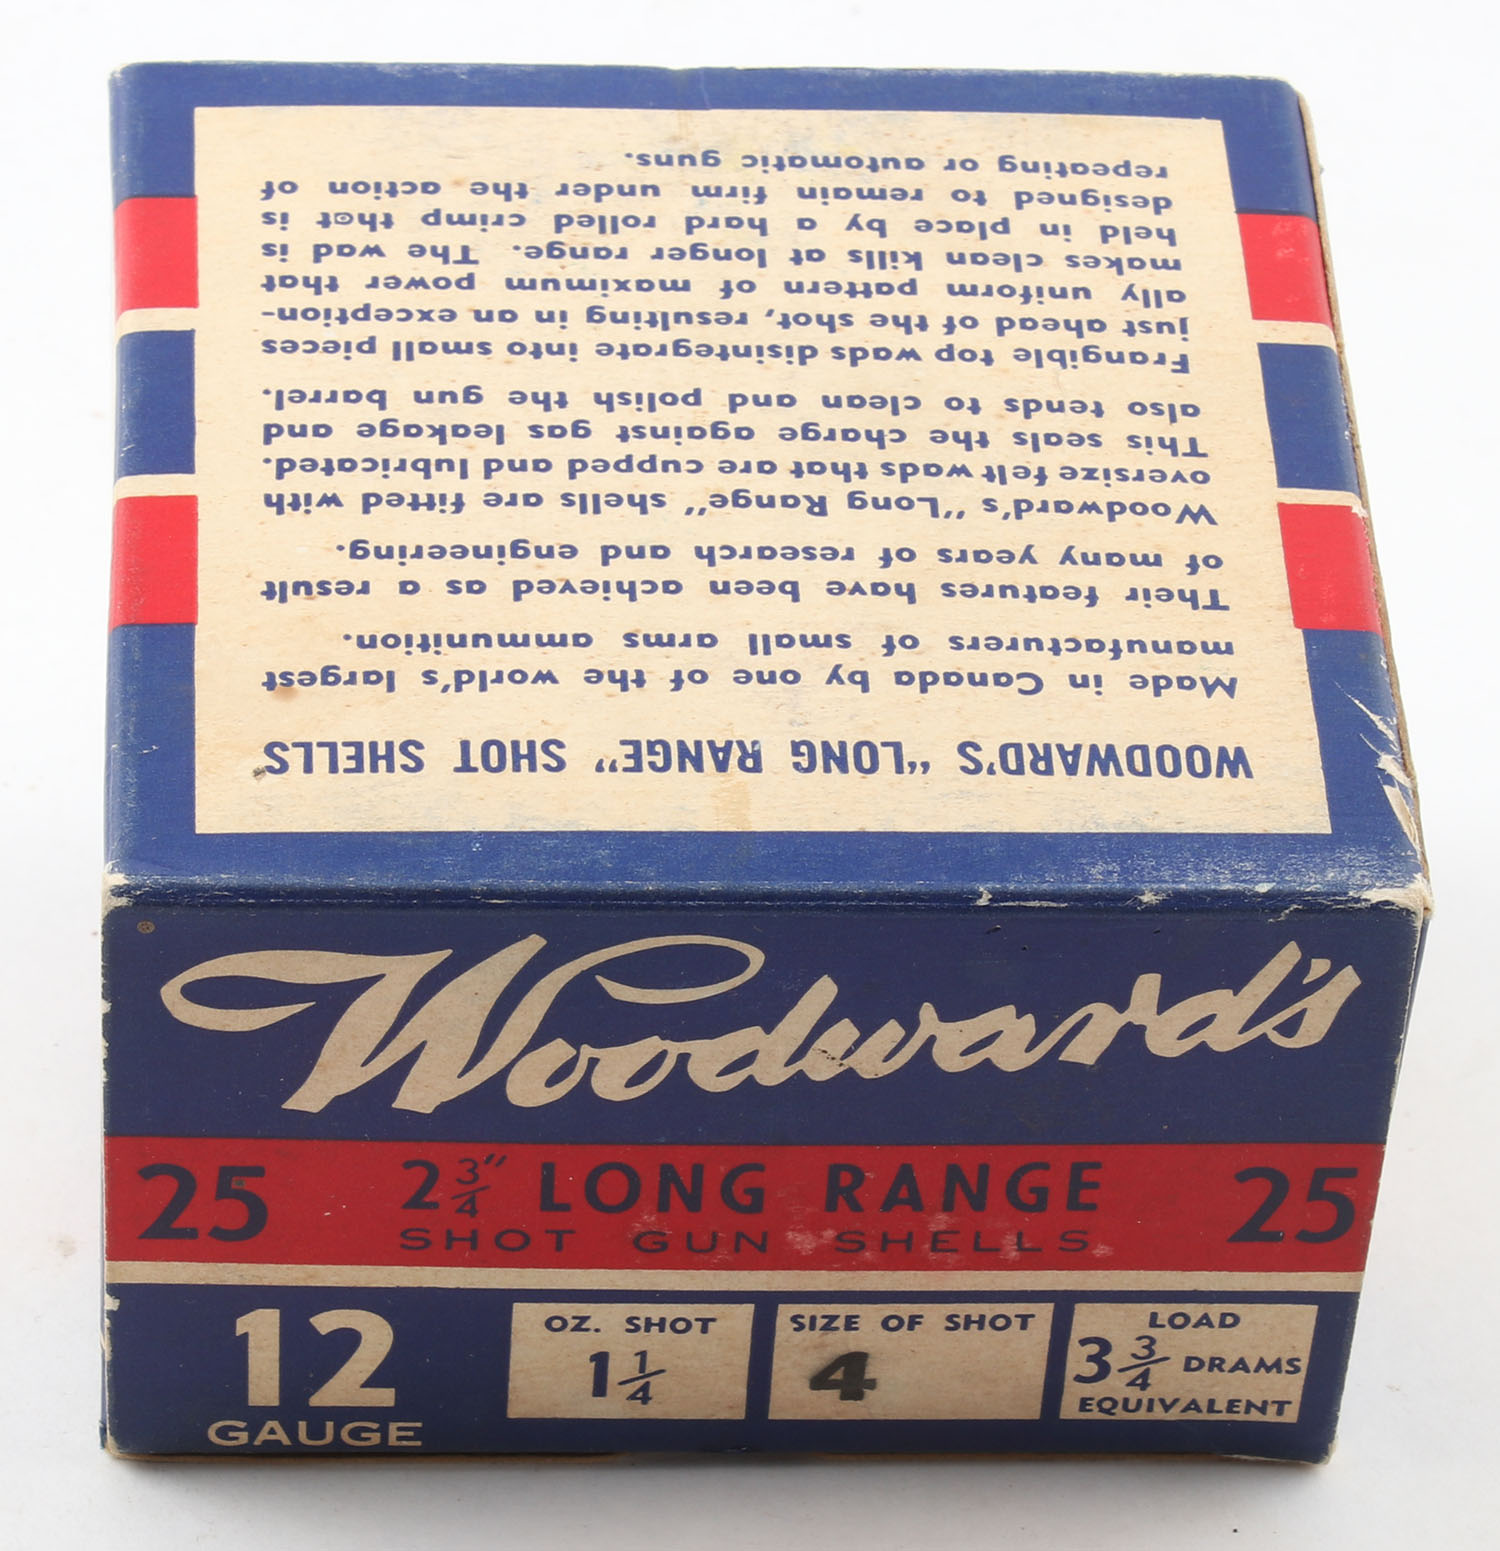 WOODWARD'S "LONG RANGE" SHOT SHELLS
Made in Canada by one of the world's largest
manufacturers of small arms ammunition.
Their features have been achieved as a result
of many years of research and engineering.
Woodward's "Long Range" shells are fitted with
oversize felt wads that are cupped and lubricated.
This seals the charge against gas leakage and
also tends to clean and polish the gun barrel.
Frangible top wads disintegrate into small pieces
just ahead of the shot, resulting in an exception-
ally uniform pattern of maximum power that
makes clean kills at longer range. The wad is
held in place by a hard rolled crimp that is
designed to remain firm under the action of
repeating or automatic guns.
Woodward's
25 2 3/4" LONG RANGE 25
SHOT GUN SHELLS
12
GAUGE
OZ. SHOT
1 1/4
SIZE OF SHOT
4
LOAD
3 3/4 DRAMS
EQUIVALENT